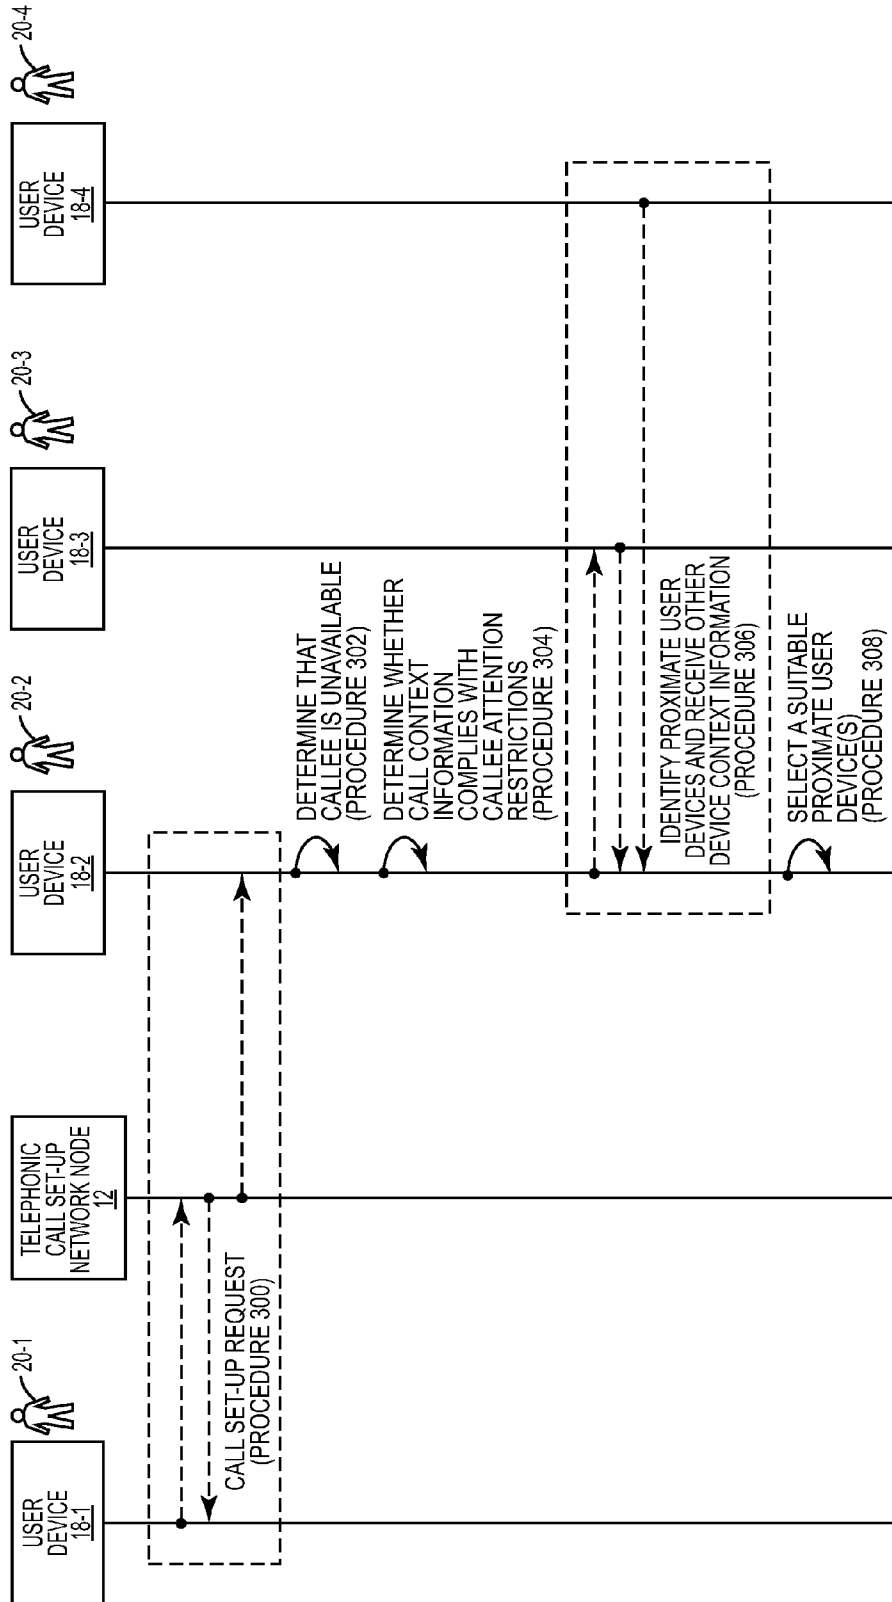 USER
DEVICE
18-1
20-1
TELEPHONIC
CALL SET-UP
NETWORK NODE
12
USER
DEVICE
18-2
20-2
USER
DEVICE
18-3
20-3
USER
DEVICE
18-4
20-4
CALL SET-UP REQUEST
(PROCEDURE 300)
DETERMINE THAT
CALLEE IS UNAVAILABLE
(PROCEDURE 302)
DETERMINE WHETHER
CALL CONTEXT
INFORMATION
COMPLIES WITH
CALLEE ATTENTION
RESTRICTIONS
(PROCEDURE 304)
IDENTIFY PROXIMATE USER
DEVICES AND RECEIVE OTHER
DEVICE CONTEXT INFORMATION
(PROCEDURE 306)
SELECT A SUITABLE
PROXIMATE USER
DEVICE(S)
(PROCEDURE 308)